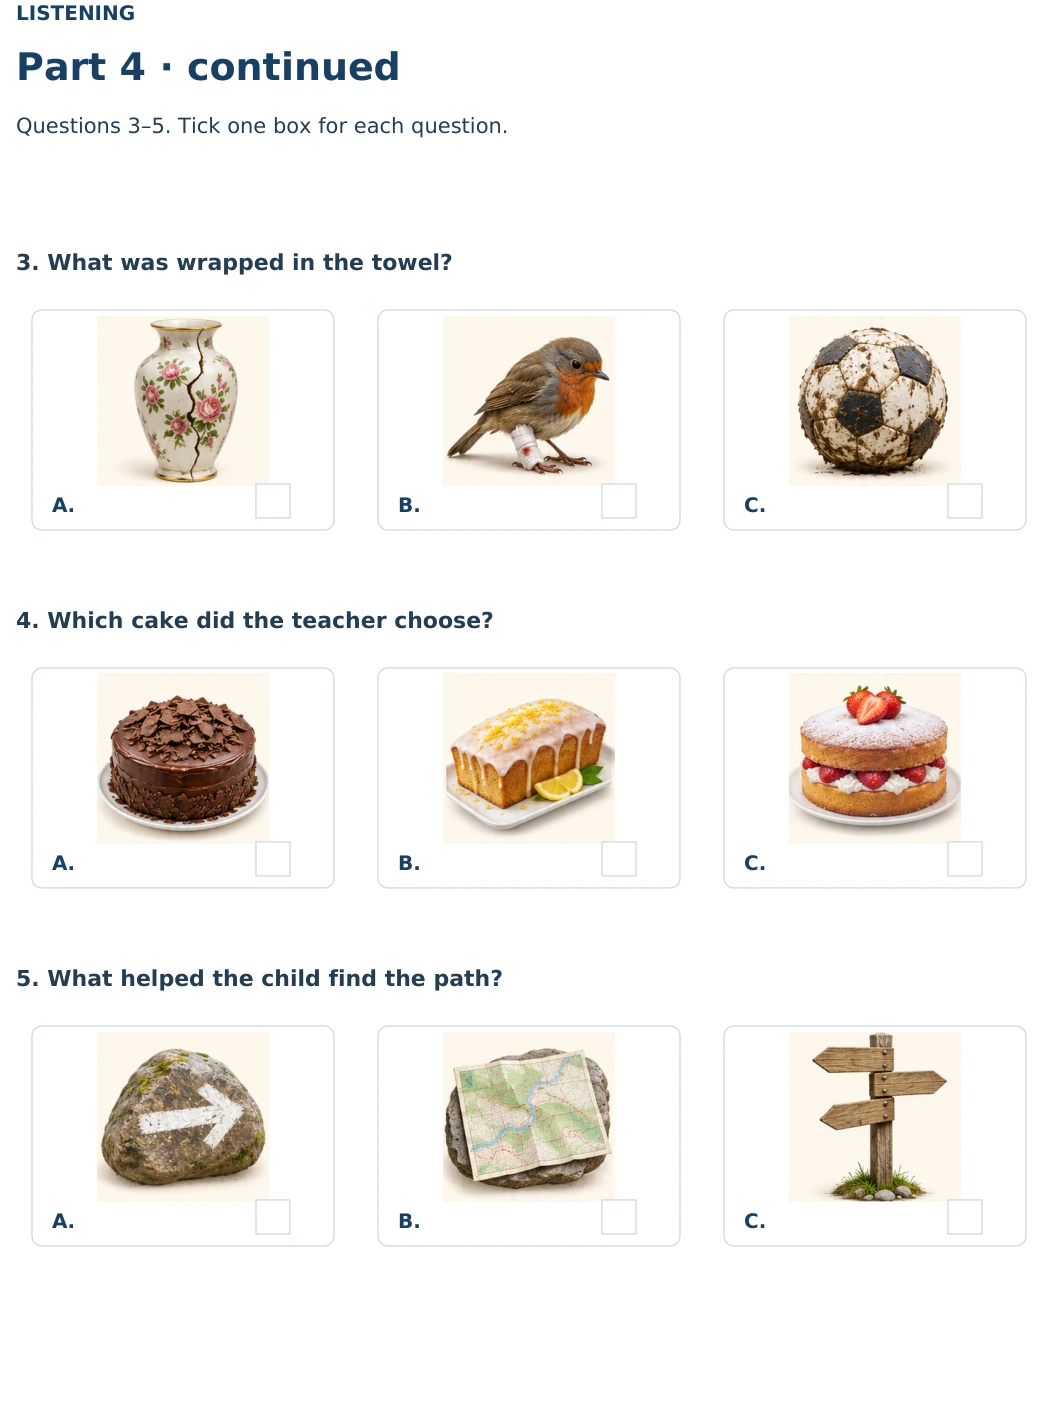 LISTENING
Part 4 · continued
Questions 3–5. Tick one box for each question.
3. What was wrapped in the towel?
A.
B.
C.
4. Which cake did the teacher choose?
A.
B.
C.
5. What helped the child find the path?
A.
B.
C.